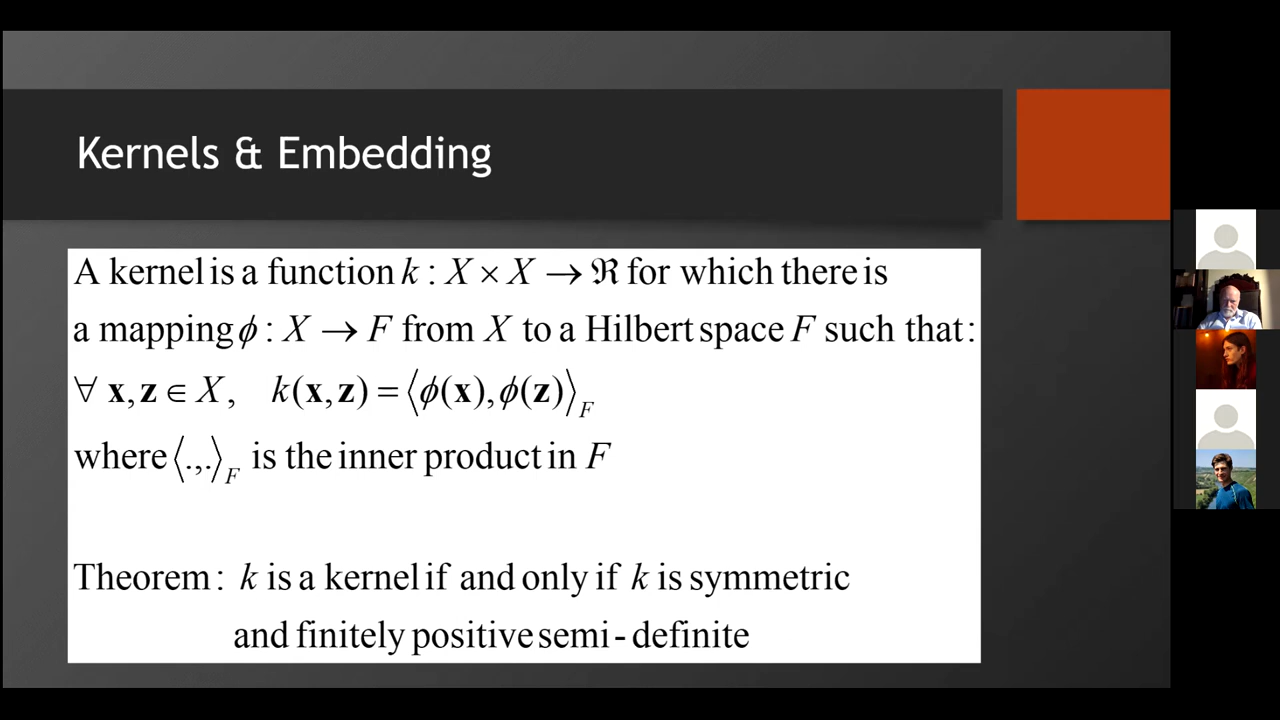 Kernels & Embedding
A kernel is a function k : X × X → ℜ for which there is
a mapping ϕ : X → F from X to a Hilbert space F such that:
∀ x, z ∈ X, k(x, z) = ⟨ϕ(x), ϕ(z)⟩_F
where ⟨.,.⟩_F is the inner product in F
Theorem: k is a kernel if and only if k is symmetric
and finitely positive semi-definite